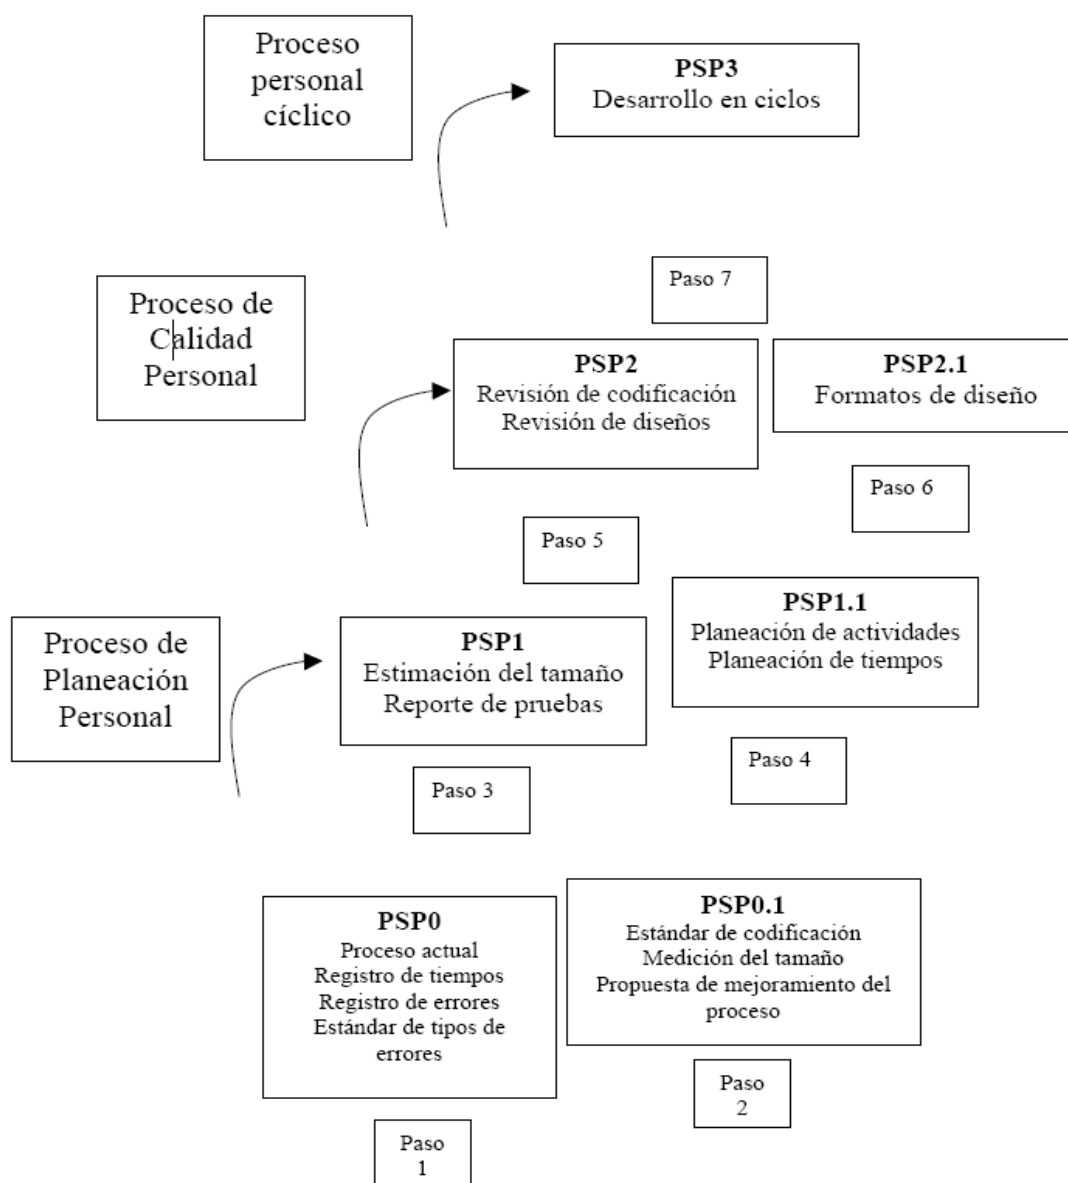 Proceso
personal
cíclico
PSP3
Desarrollo en ciclos
Paso 7
Proceso de
Calidad
Personal
PSP2
Revisión de codificación
Revisión de diseños
PSP2.1
Formatos de diseño
Paso 6
Paso 5
Proceso de
Planeación
Personal
PSP1
Estimación del tamaño
Reporte de pruebas
PSP1.1
Planeación de actividades
Planeación de tiempos
Paso 4
Paso 3
PSP0
Proceso actual
Registro de tiempos
Registro de errores
Estándar de tipos de
errores
PSP0.1
Estándar de codificación
Medición del tamaño
Propuesta de mejoramiento del
proceso
Paso
2
Paso
1